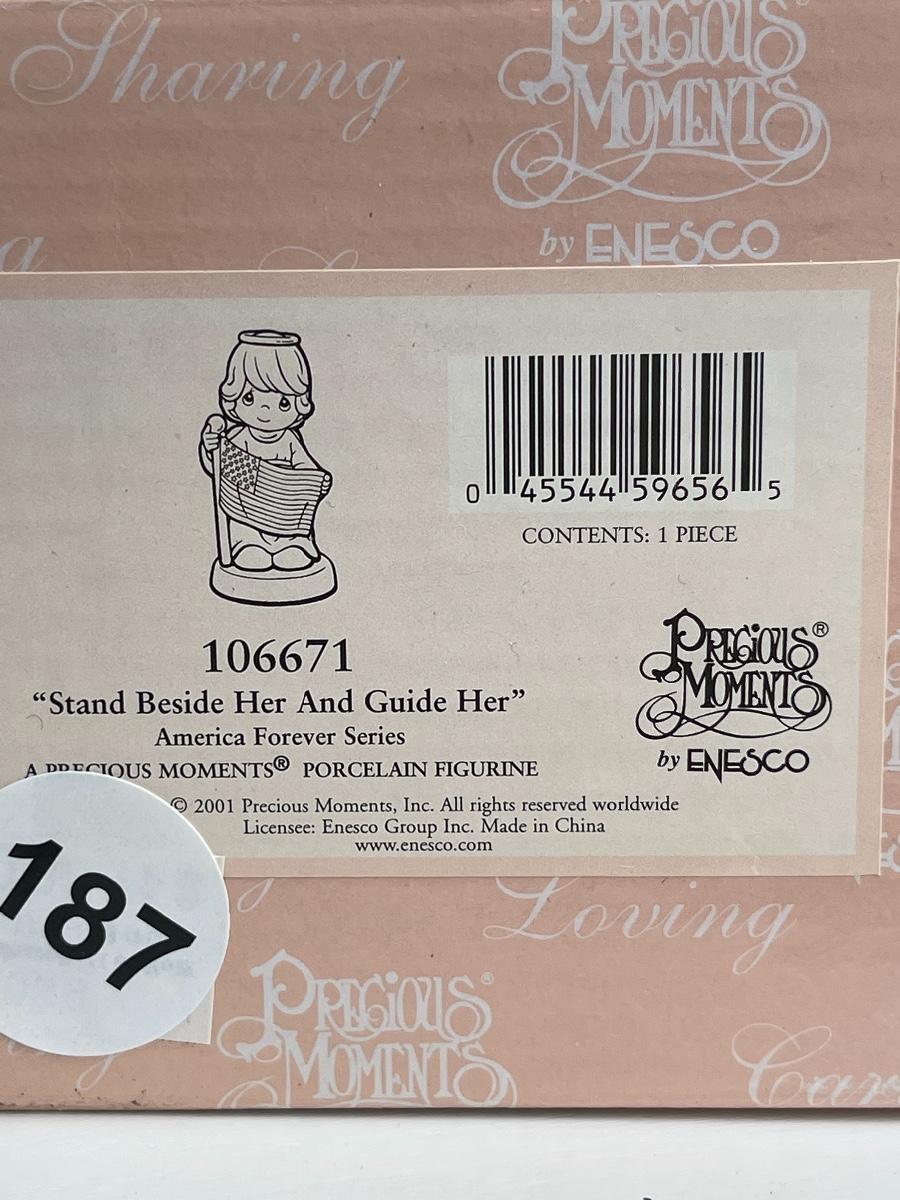 Sharing
PRECIOUS
MOMENTS
by ENESCO
0 45544 59656 5
CONTENTS: 1 PIECE
106671
“Stand Beside Her And Guide Her”
America Forever Series
A PRECIOUS MOMENTS® PORCELAIN FIGURINE
PRECIOUS®
MOMENTS
by ENESCO
© 2001 Precious Moments, Inc. All rights reserved worldwide
Licensee: Enesco Group Inc. Made in China
www.enesco.com
187
Loving
PRECIOUS®
MOMENTS